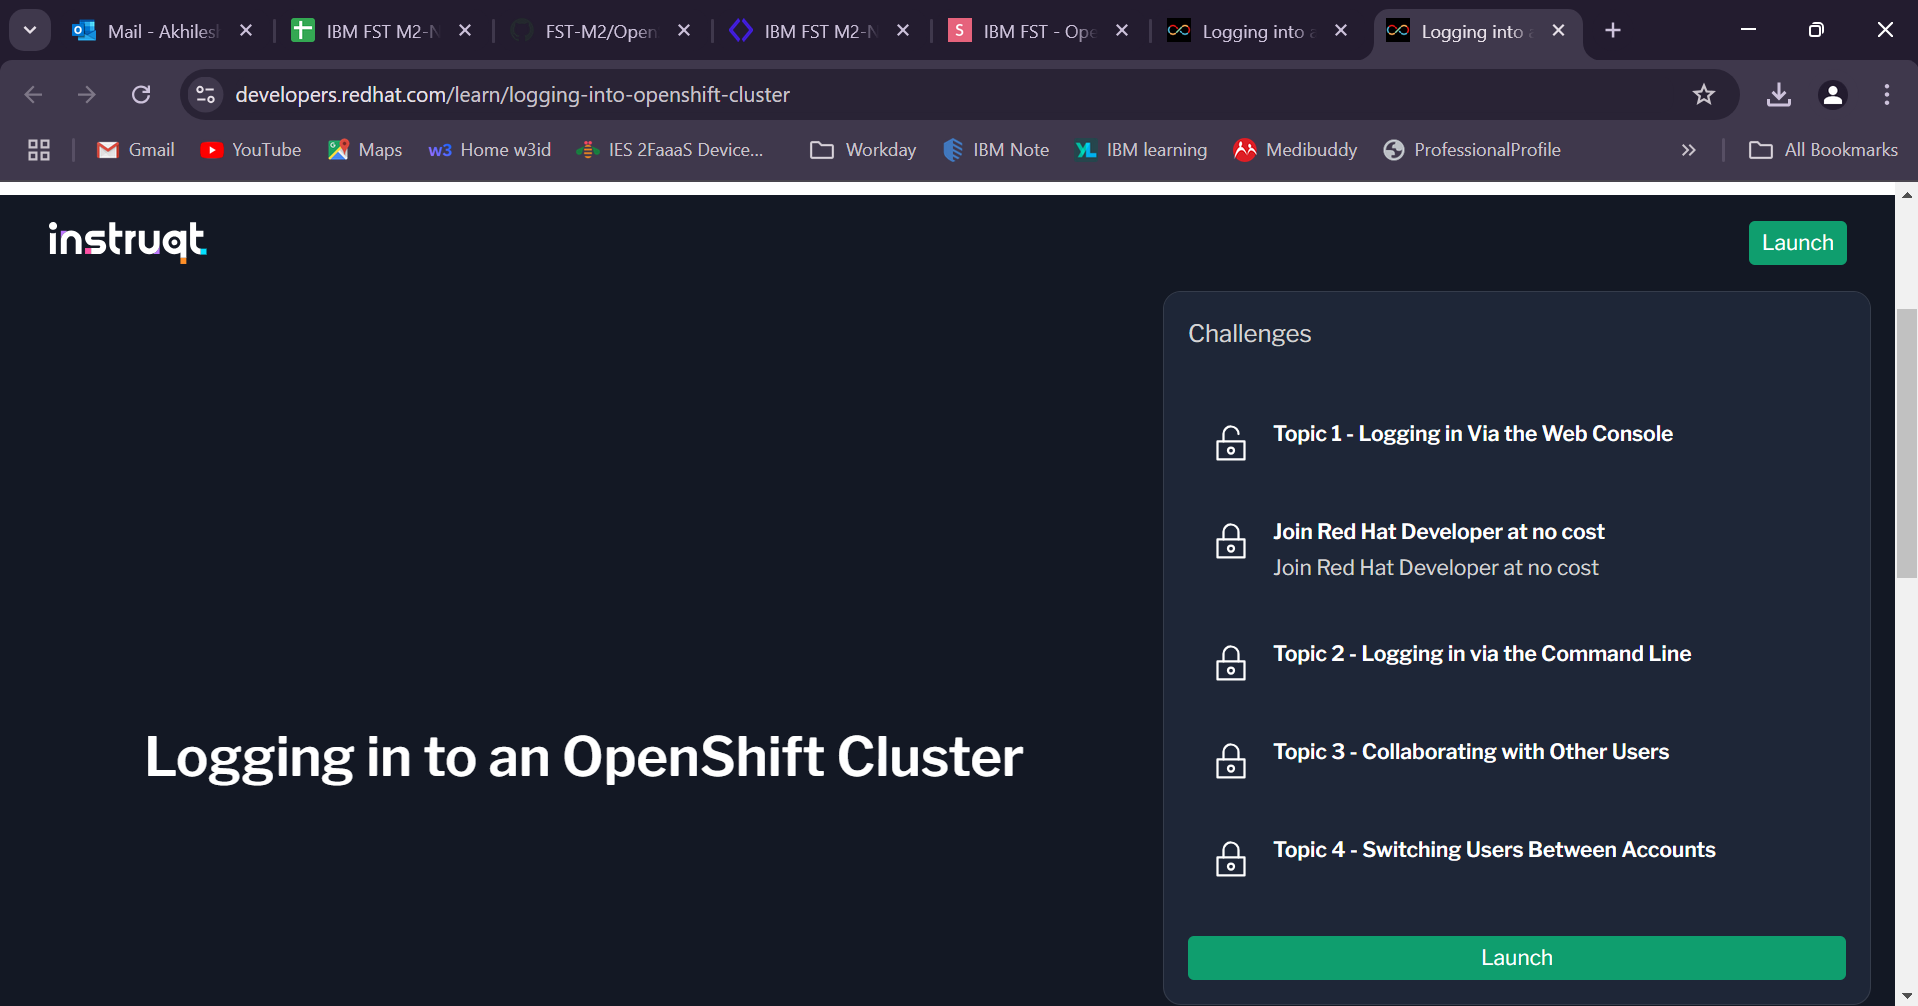 Mail - Akhiles
IBM FST M2-N
FST-M2/Open
IBM FST M2-N
S
IBM FST - Ope
Logging into a
Logging into a
developers.redhat.com/learn/logging-into-openshift-cluster
Gmail
YouTube
Maps
w3 Home w3id
IES 2FaaaS Device...
Workday
IBM Note
YL IBM learning
Medibuddy
ProfessionalProfile
All Bookmarks
instruqt
Launch
Challenges
Topic 1 - Logging in Via the Web Console
Join Red Hat Developer at no cost
Join Red Hat Developer at no cost
Topic 2 - Logging in via the Command Line
Logging in to an OpenShift Cluster
Topic 3 - Collaborating with Other Users
Topic 4 - Switching Users Between Accounts
Launch